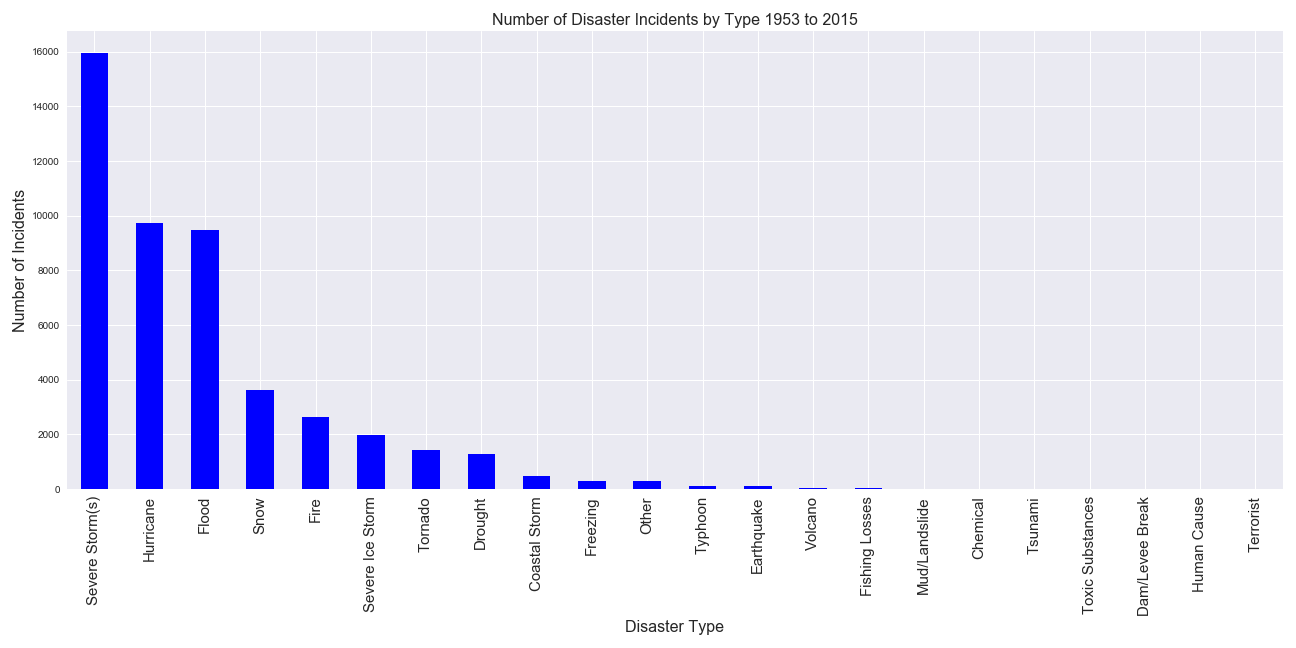 Number of Disaster Incidents by Type 1953 to 2015
Number of Incidents
16000
14000
12000
10000
8000
6000
4000
2000
0
Severe Storm(s)
Hurricane
Flood
Snow
Fire
Severe Ice Storm
Tornado
Drought
Coastal Storm
Freezing
Other
Typhoon
Earthquake
Volcano
Fishing Losses
Mud/Landslide
Chemical
Tsunami
Toxic Substances
Dam/Levee Break
Human Cause
Terrorist
Disaster Type